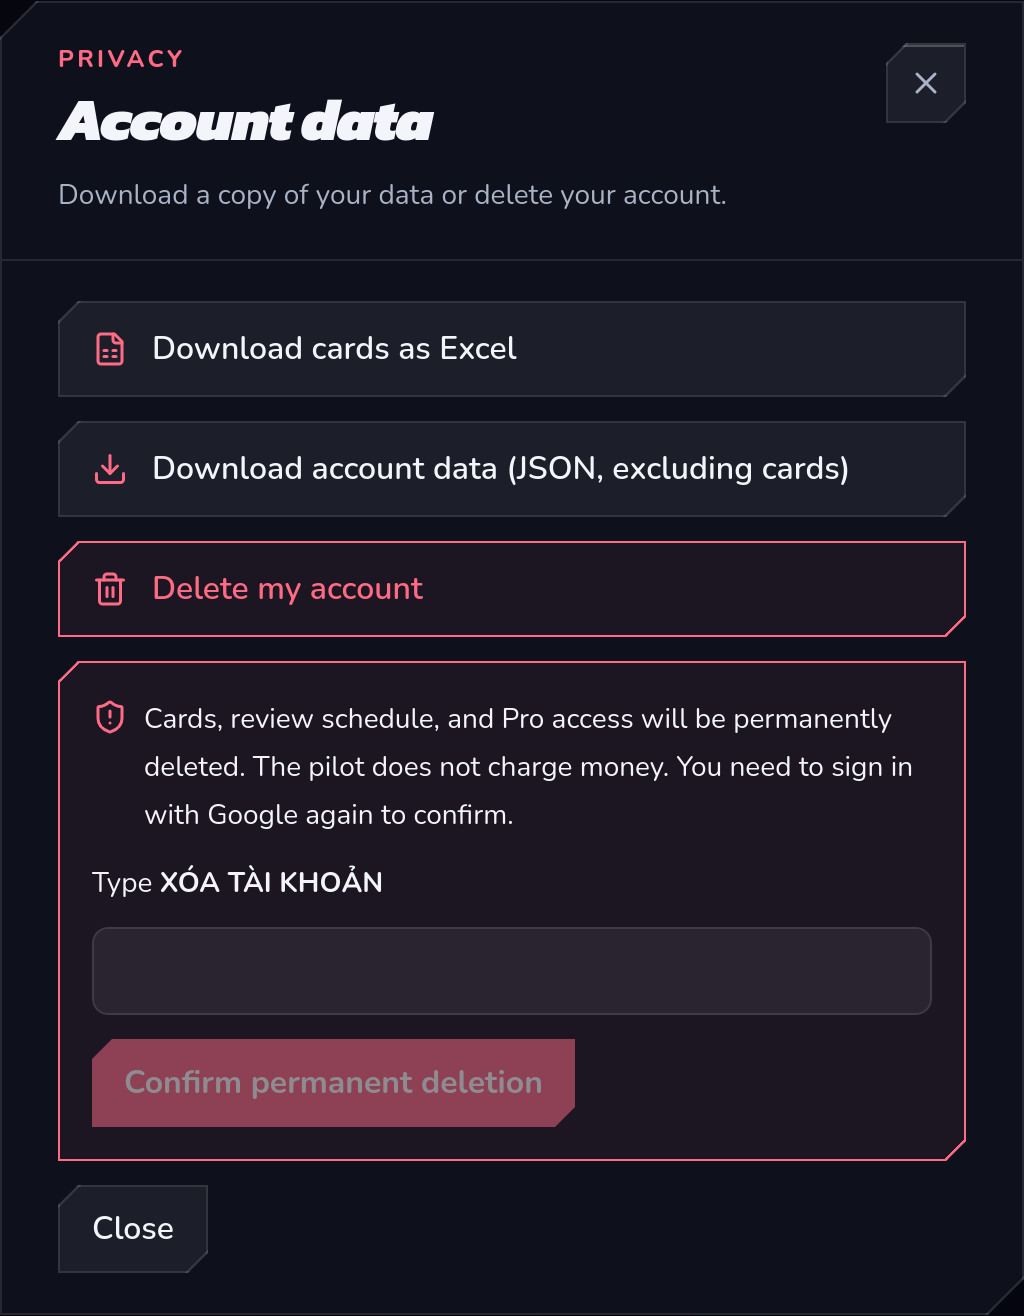 PRIVACY
Account data
Download a copy of your data or delete your account.
Download cards as Excel
Download account data (JSON, excluding cards)
Delete my account
Cards, review schedule, and Pro access will be permanently
deleted. The pilot does not charge money. You need to sign in
with Google again to confirm.
Type XÓA TÀI KHOẢN
Confirm permanent deletion
Close